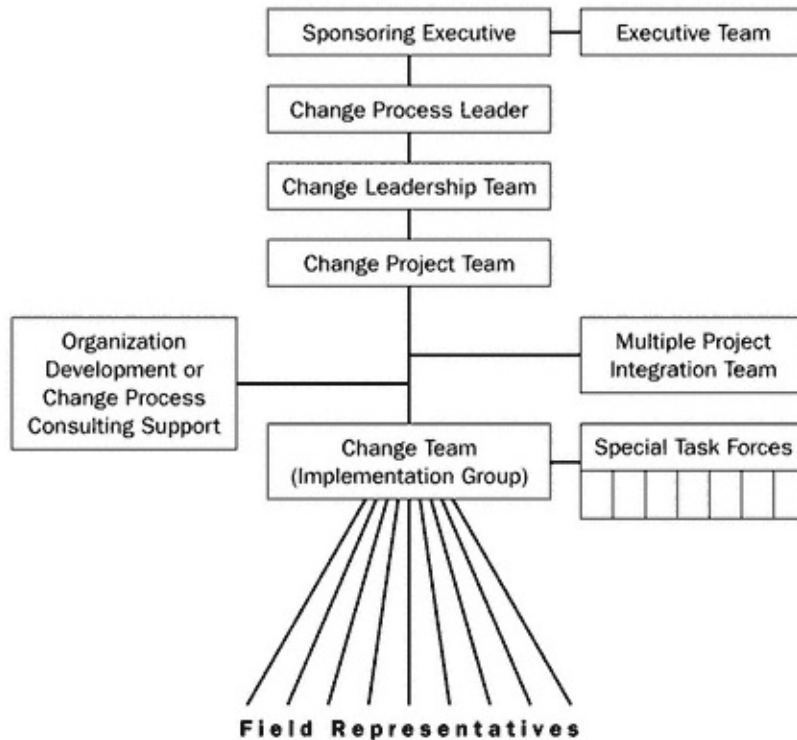 Sponsoring Executive
Executive Team
Change Process Leader
Change Leadership Team
Change Project Team
Organization
Development or
Change Process
Consulting Support
Multiple Project
Integration Team
Change Team
(Implementation Group)
Special Task Forces
Field Representatives